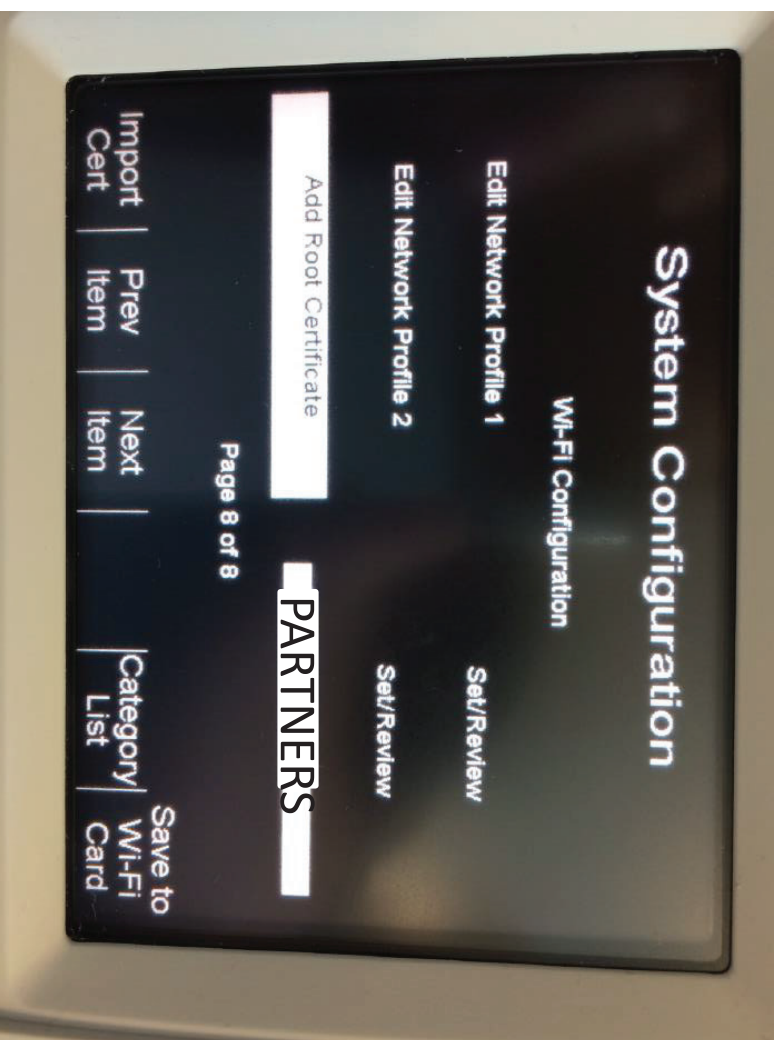 System Configuration
Wi-Fi Configuration
Edit Network Profile 1 Set/Review
Edit Network Profile 2 Set/Review
Add Root Certificate PARTNERS
Page 8 of 8
Import Cert | Prev Item | Next Item | Category List | Save to Wi-Fi Card